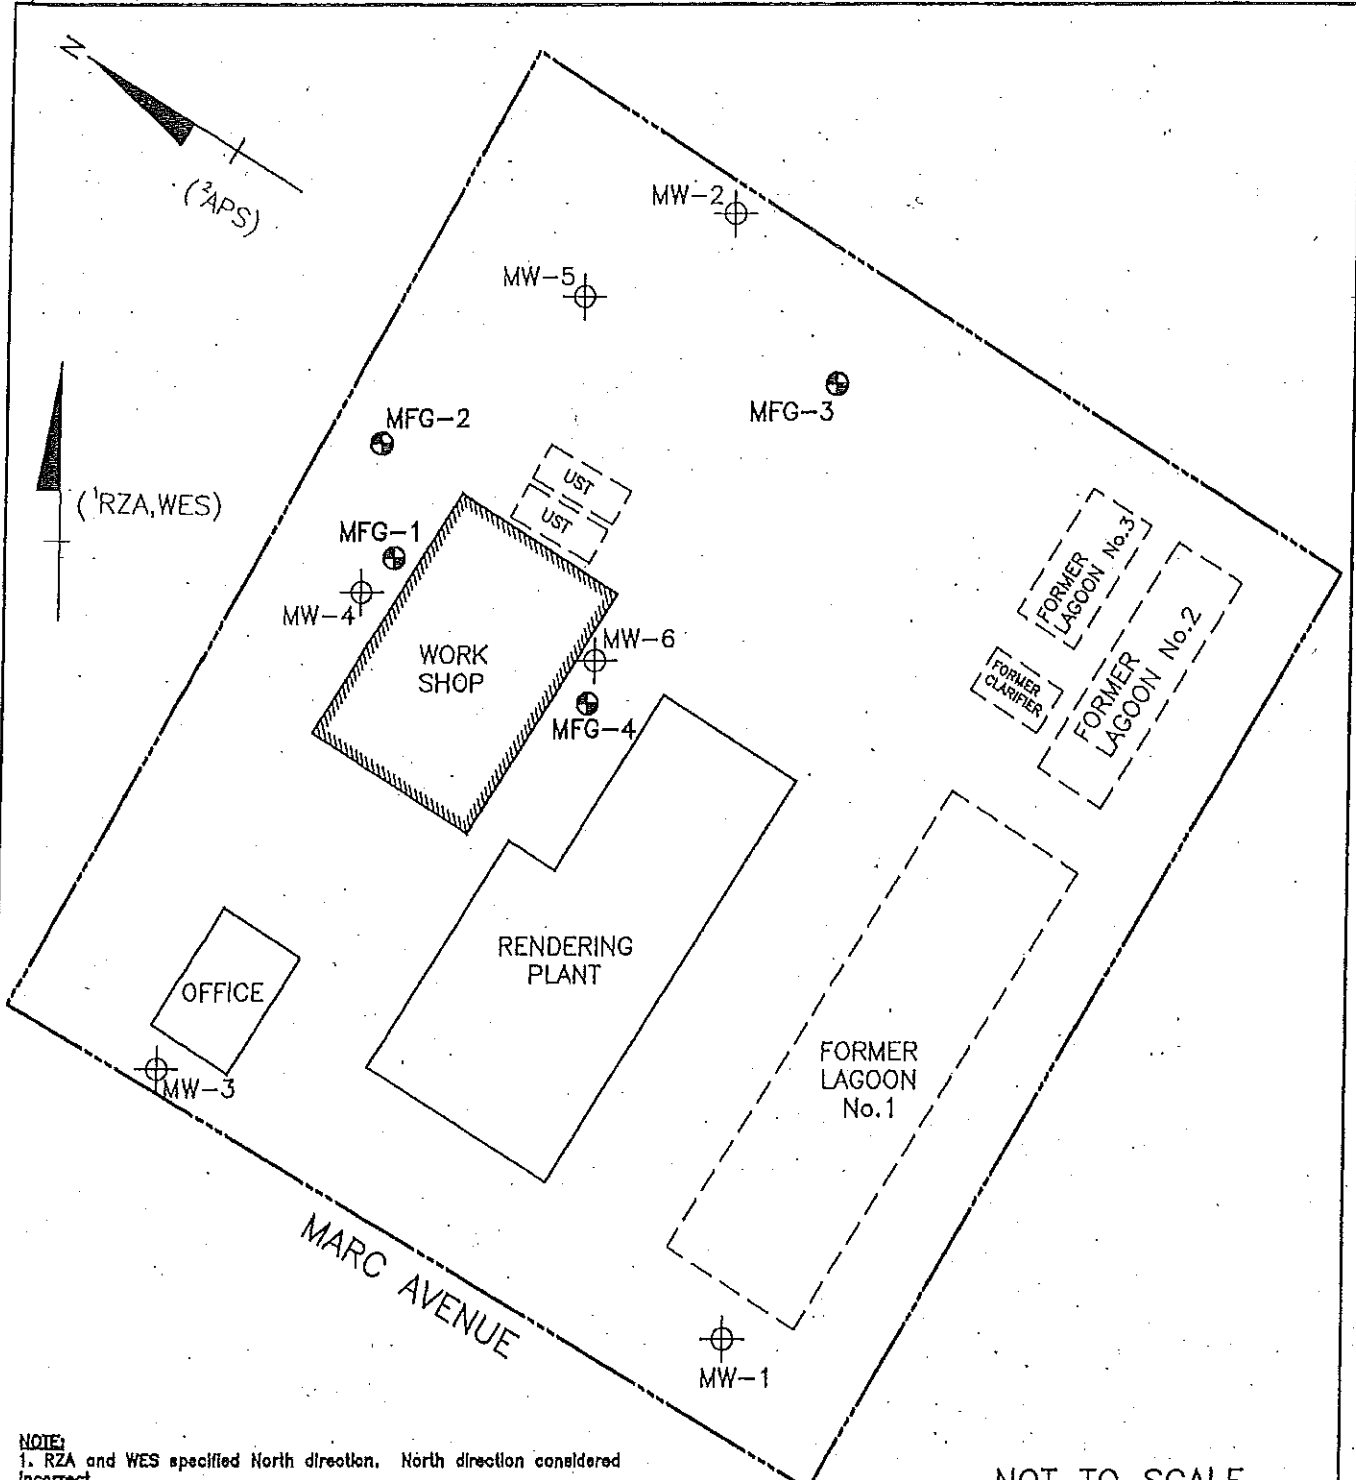 N
(²APS)
MW-2
MW-5
MFG-3
MFG-2
UST
UST
(¹RZA,WES)
MFG-1
MW-4
FORMER
LAGOON No.3
FORMER
LAGOON No.2
FORMER
CLARIFIER
WORK
SHOP
MW-6
MFG-4
RENDERING
PLANT
OFFICE
MW-3
FORMER
LAGOON
No.1
MARC AVENUE
MW-1
NOTE:
1. RZA and WES specified North direction. North direction considered
incorrect
NOT TO SCALE